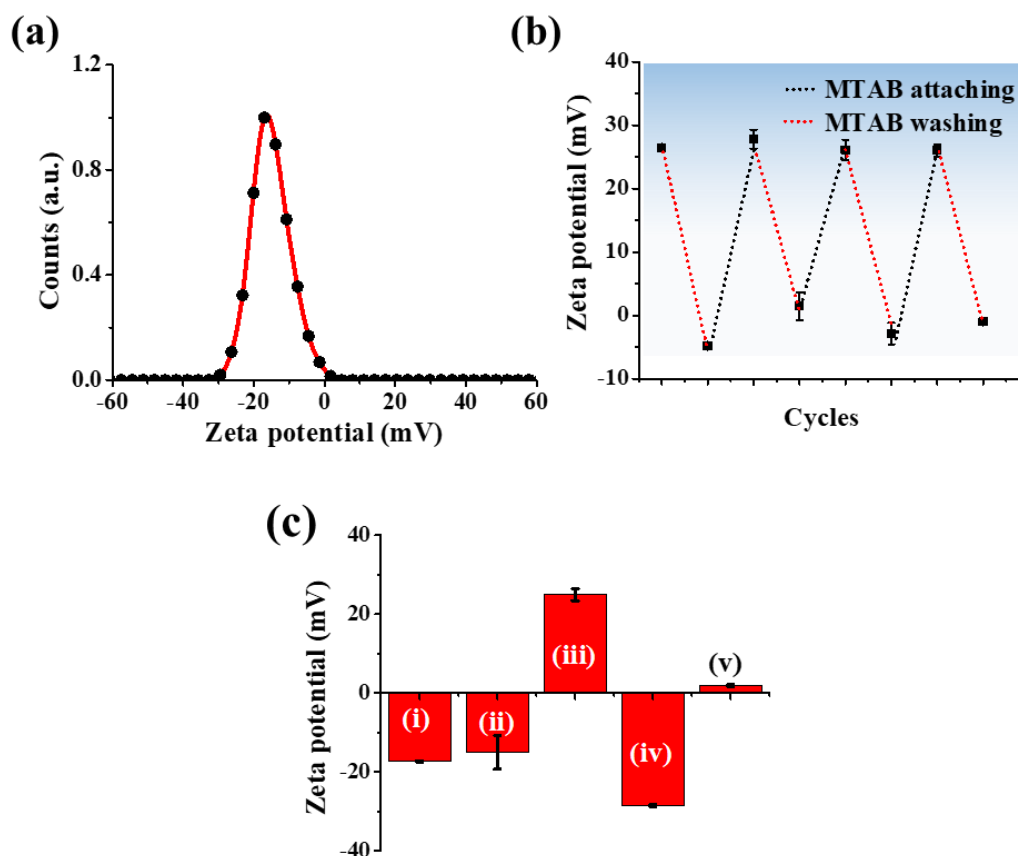 (a)
1.2
0.8
0.4
0.0
Counts (a.u.)
-60 -40 -20 0 20 40 60
Zeta potential (mV)
(b)
40
30
20
10
0
-10
Zeta potential (mV)
MTAB attaching
MTAB washing
Cycles
(c)
40
20
0
-20
-40
Zeta potential (mV)
(i)
(ii)
(iii)
(iv)
(v)